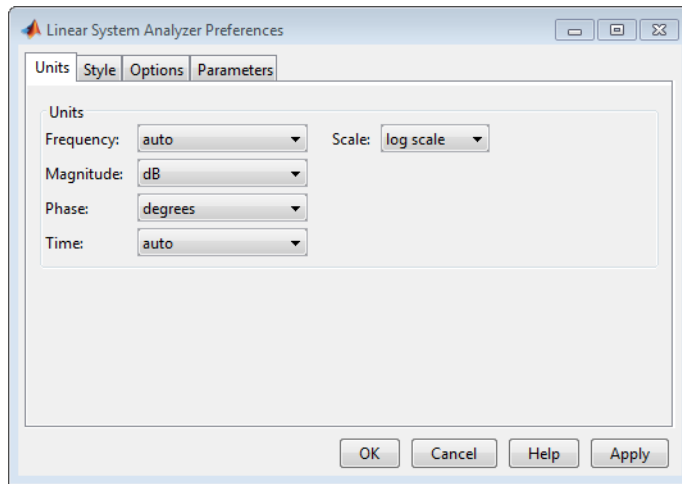 Linear System Analyzer Preferences
Units Style Options Parameters
Units
Frequency: auto Scale: log scale
Magnitude: dB
Phase: degrees
Time: auto
OK Cancel Help Apply